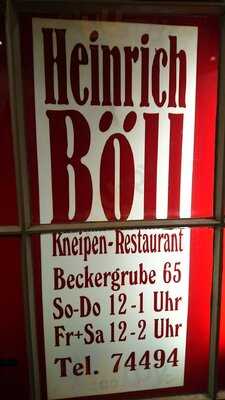 Heinrich
Böll
Kneipen-Restaurant
Beckergrube 65
So-Do 12-1 Uhr
Fr+Sa 12-2 Uhr
Tel. 74494